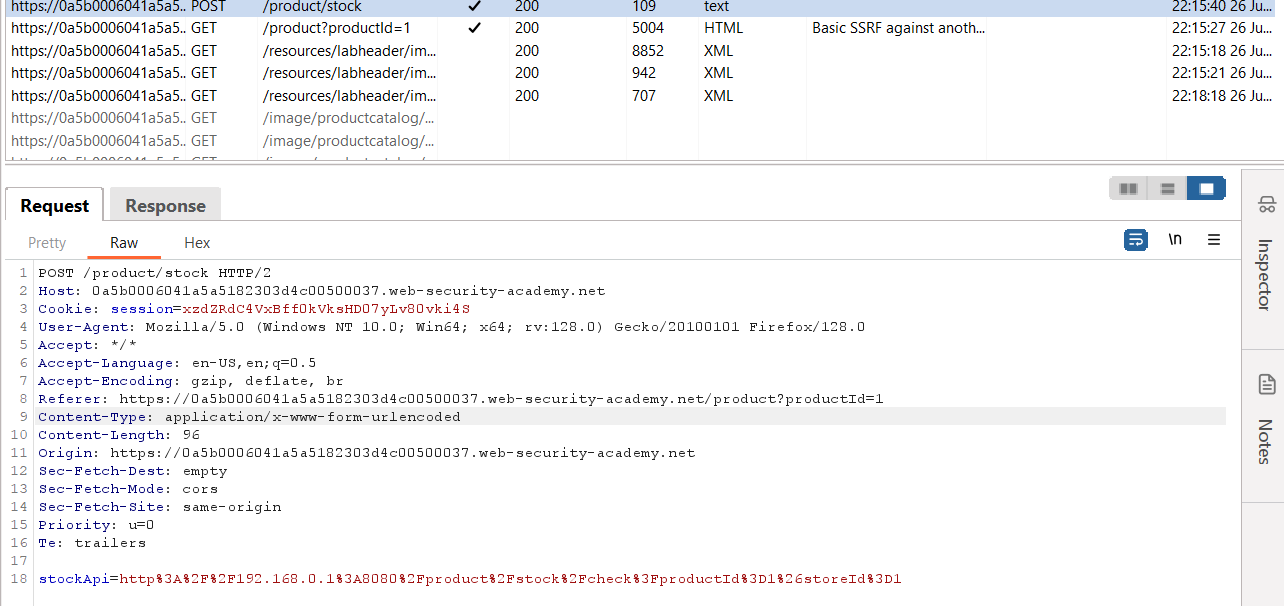 https://0a5b0006041a5a5.. POST /product/stock ✓ 200 109 text 22:15:40 26 Ju...
https://0a5b0006041a5a5.. GET /product?productId=1 ✓ 200 5004 HTML Basic SSRF against anoth... 22:15:27 26 Ju...
https://0a5b0006041a5a5.. GET /resources/labheader/im... 200 8852 XML 22:15:18 26 Ju...
https://0a5b0006041a5a5.. GET /resources/labheader/im... 200 942 XML 22:15:21 26 Ju...
https://0a5b0006041a5a5.. GET /resources/labheader/im... 200 707 XML 22:18:18 26 Ju...
https://0a5b0006041a5a5.. GET /image/productcatalog/...
https://0a5b0006041a5a5.. GET /image/productcatalog/...
Request Response
Pretty Raw Hex \n
Inspector
Notes
1 POST /product/stock HTTP/2
2 Host: 0a5b0006041a5a5182303d4c00500037.web-security-academy.net
3 Cookie: session=xzdZRdC4VxBff0kVksHD07yLv80vki4S
4 User-Agent: Mozilla/5.0 (Windows NT 10.0; Win64; x64; rv:128.0) Gecko/20100101 Firefox/128.0
5 Accept: */*
6 Accept-Language: en-US,en;q=0.5
7 Accept-Encoding: gzip, deflate, br
8 Referer: https://0a5b0006041a5a5182303d4c00500037.web-security-academy.net/product?productId=1
9 Content-Type: application/x-www-form-urlencoded
10 Content-Length: 96
11 Origin: https://0a5b0006041a5a5182303d4c00500037.web-security-academy.net
12 Sec-Fetch-Dest: empty
13 Sec-Fetch-Mode: cors
14 Sec-Fetch-Site: same-origin
15 Priority: u=0
16 Te: trailers
17
18 stockApi=http%3A%2F%2F192.168.0.1%3A8080%2Fproduct%2Fstock%2Fcheck%3FproductId%3D1%26storeId%3D1